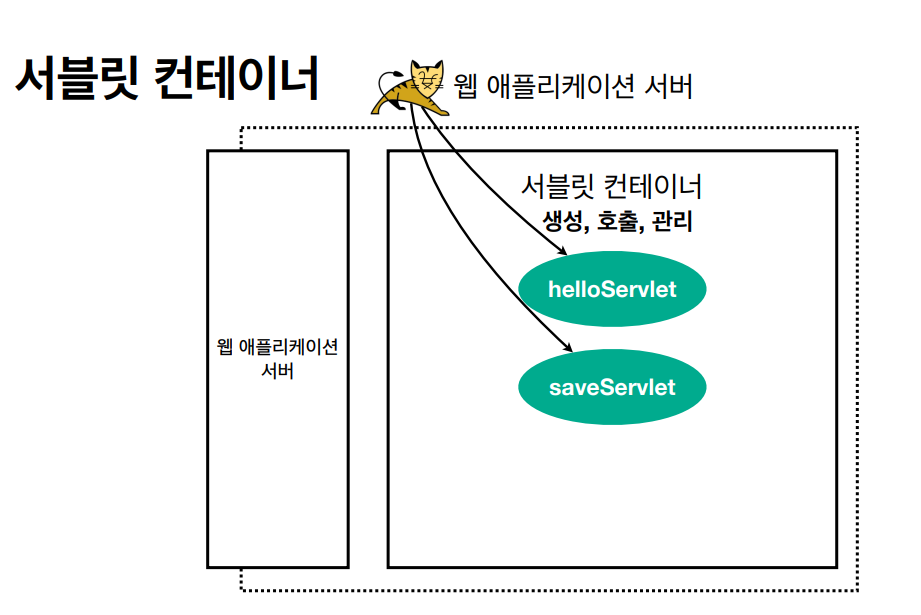 서블릿 컨테이너
웹 애플리케이션 서버
서블릿 컨테이너
생성, 호출, 관리
helloServlet
웹 애플리케이션
서버
saveServlet